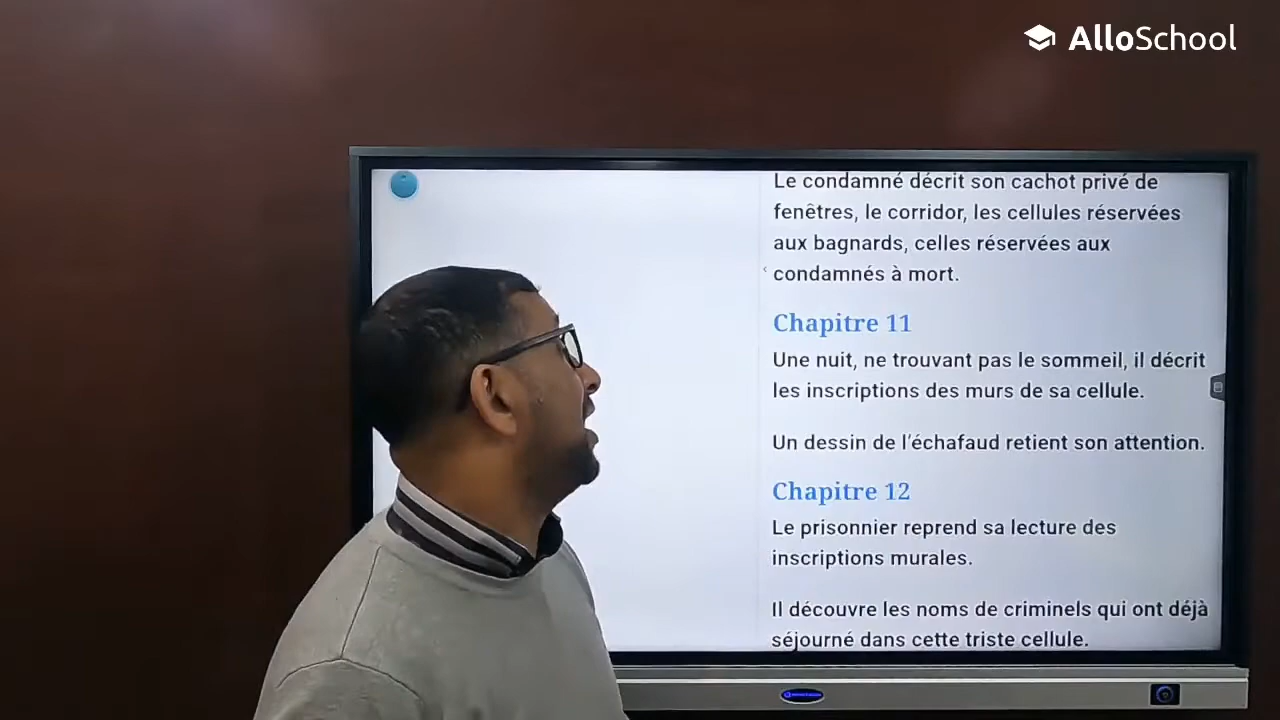 AlloSchool
Le condamné décrit son cachot privé de
fenêtres, le corridor, les cellules réservées
aux bagnards, celles réservées aux
condamnés à mort.
Chapitre 11
Une nuit, ne trouvant pas le sommeil, il décrit
les inscriptions des murs de sa cellule.
Un dessin de l'échafaud retient son attention.
Chapitre 12
Le prisonnier reprend sa lecture des
inscriptions murales.
Il découvre les noms de criminels qui ont déjà
séjourné dans cette triste cellule.